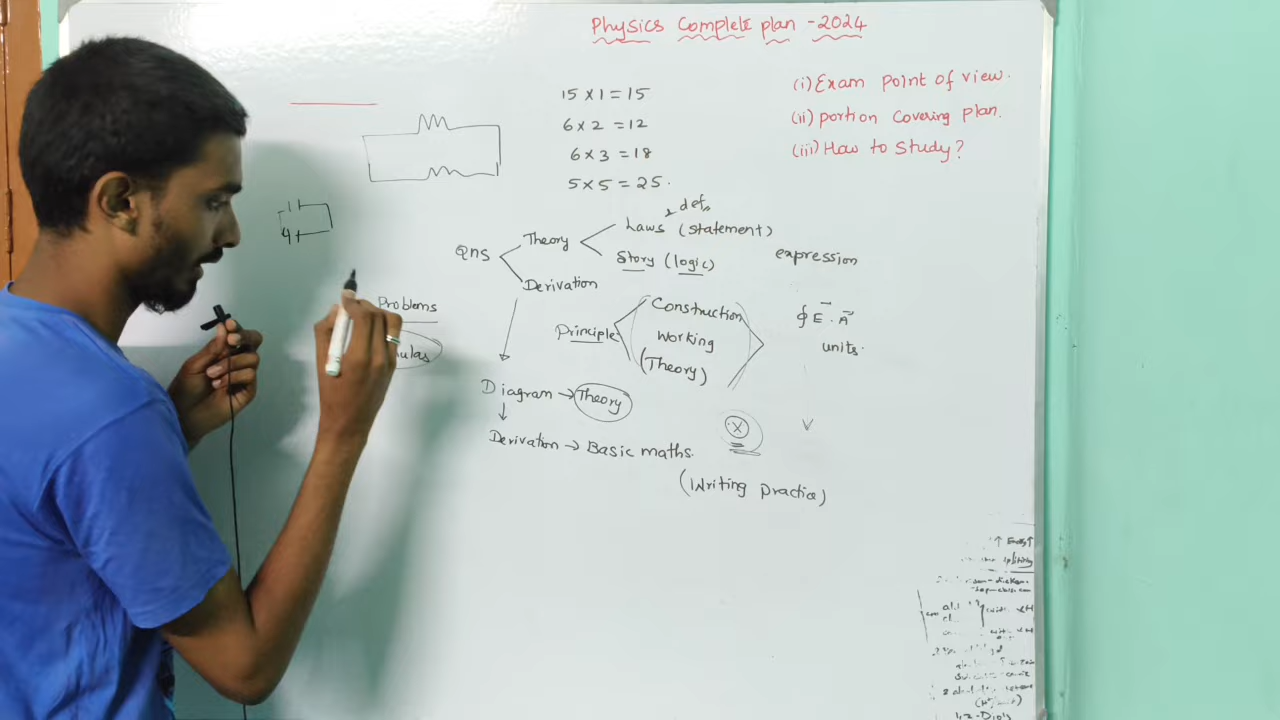 Physics Complete plan - 2024
(i) Exam point of view.
(ii) portion covering plan.
(iii) How to study?
15 x 1 = 15
6 x 2 = 12
6 x 3 = 18
5 x 5 = 25.
def,
Laws (statement)
Qns
Theory
Story (logic)
expression
Derivation
Problems
Construction
Principle
Working
(Theory)
∮ E⃗ . A⃗
units.
Diagram → Theory
Derivation → Basic maths.
(X)
(Writing practice)